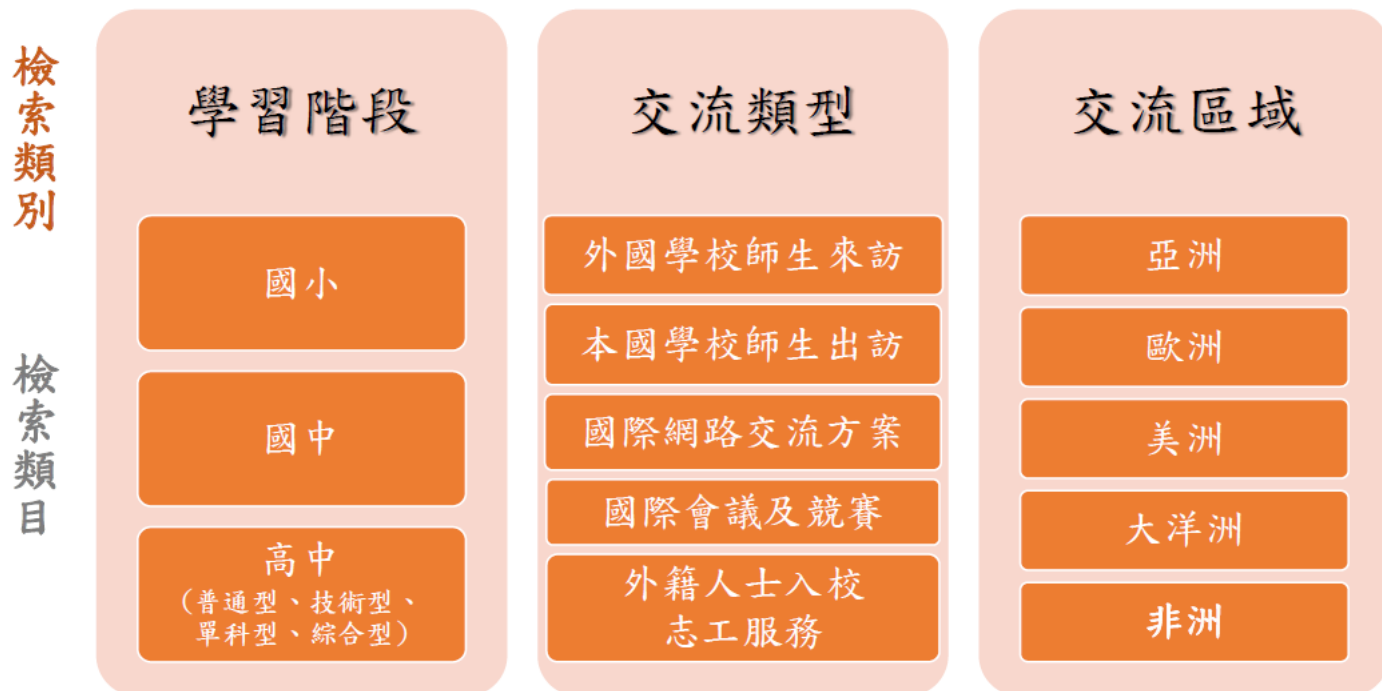 檢索類別
檢索類目
學習階段
國小
國中
高中
（普通型、技術型、
單科型、綜合型）
交流類型
外國學校師生來訪
本國學校師生出訪
國際網路交流方案
國際會議及競賽
外籍人士入校
志工服務
交流區域
亞洲
歐洲
美洲
大洋洲
非洲